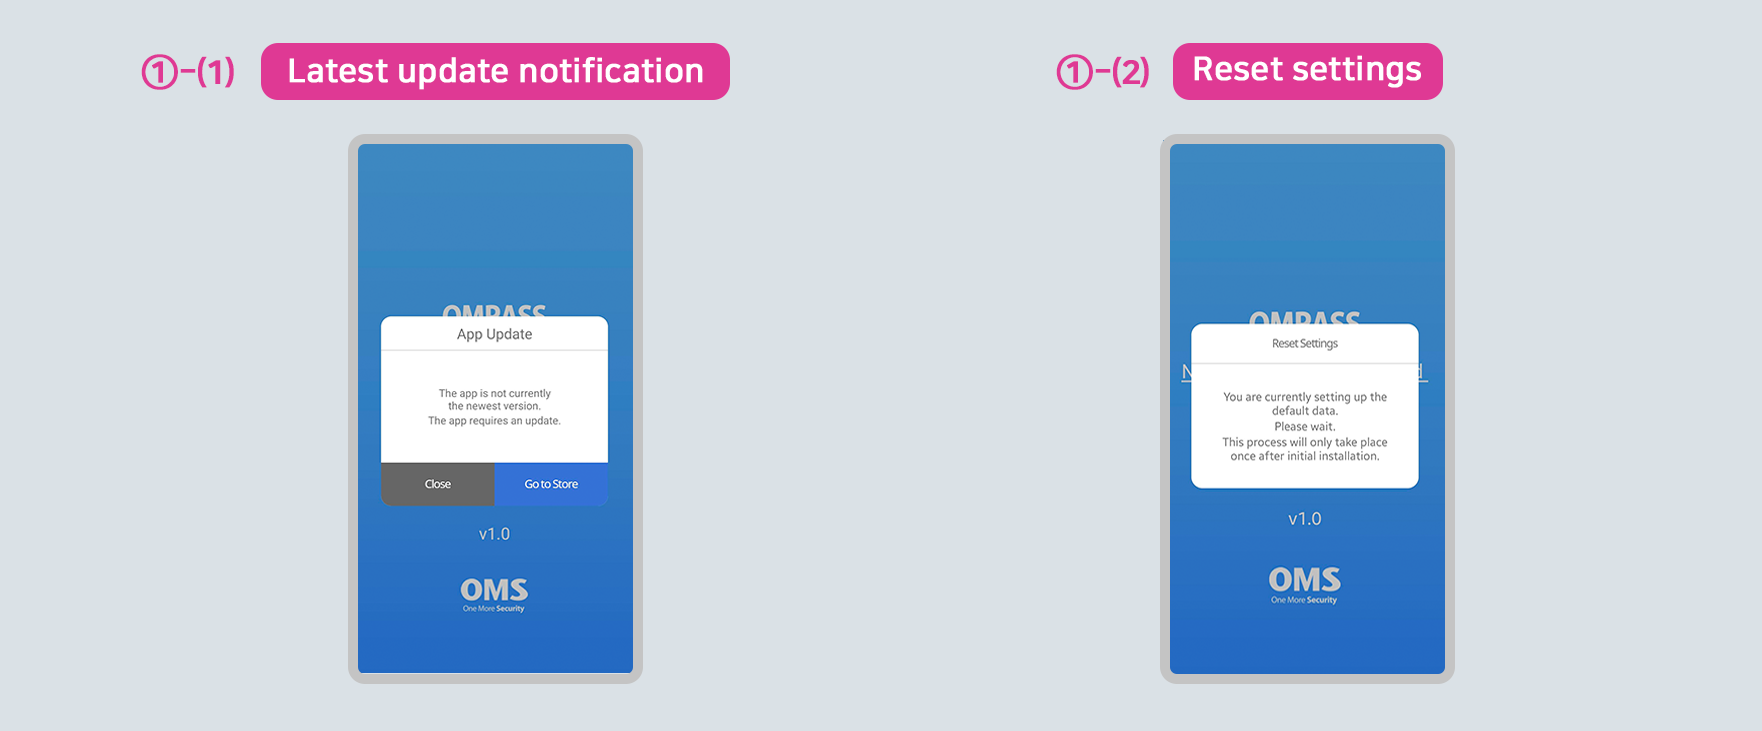 ①-(1) Latest update notification
OMPASS
App Update
The app is not currently
the newest version.
The app requires an update.
Close Go to Store
v1.0
OMS
One More Security
①-(2) Reset settings
OMPASS
Reset Settings
You are currently setting up the
default data.
Please wait.
This process will only take place
once after initial installation.
v1.0
OMS
One More Security